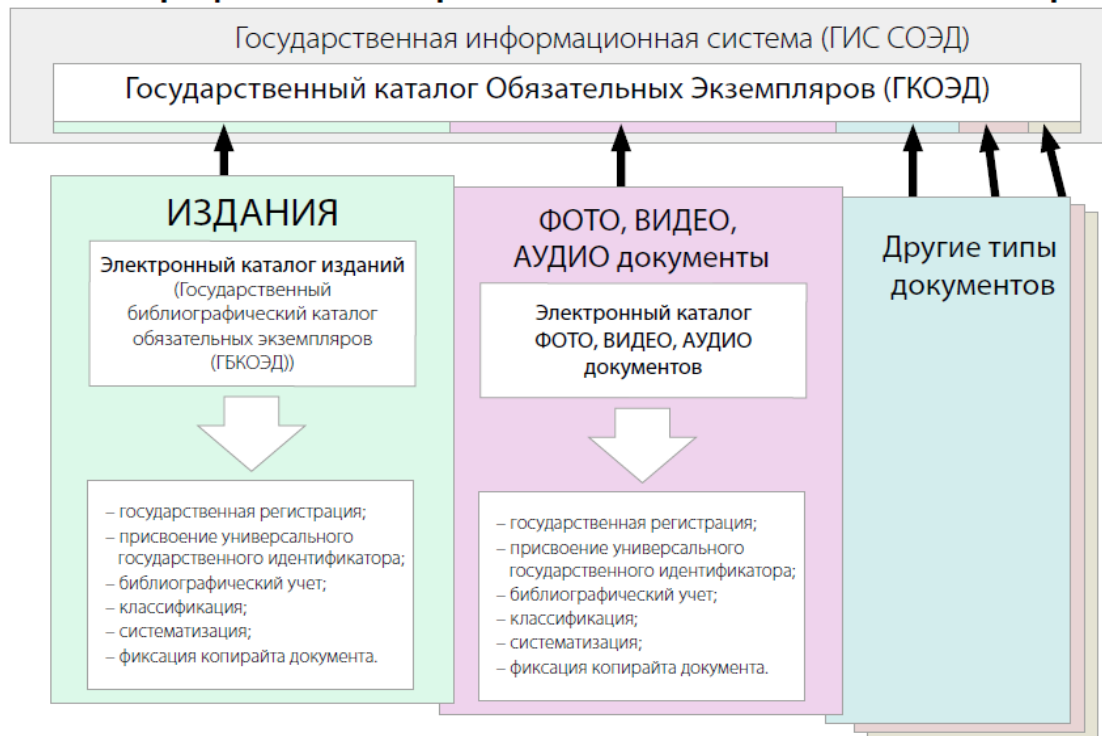 Государственная информационная система (ГИС СОЭД)
Государственный каталог Обязательных Экземпляров (ГКОЭД)
ИЗДАНИЯ
Электронный каталог изданий
(Государственный
библиографический каталог
обязательных экземпляров
(ГБКОЭД))
– государственная регистрация;
– присвоение универсального
государственного идентификатора;
– библиографический учет;
– классификация;
– систематизация;
– фиксация копирайта документа.
ФОТО, ВИДЕО,
АУДИО документы
Электронный каталог
ФОТО, ВИДЕО, АУДИО
документов
– государственная регистрация;
– присвоение универсального
государственного идентификатора;
– библиографический учет;
– классификация;
– систематизация;
– фиксация копирайта документа.
Другие типы
документов